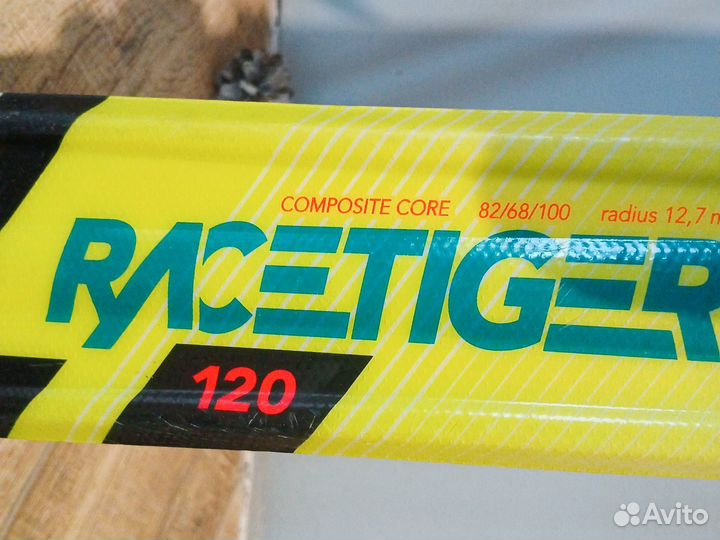 COMPOSITE CORE 82/68/100 radius 12,7 m
RACETIGER
120
Avito